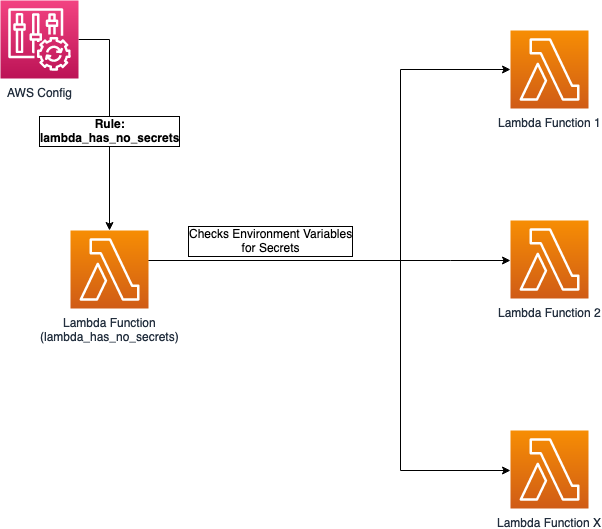 AWS Config
Rule:
lambda_has_no_secrets
Lambda Function 1
Checks Environment Variables
for Secrets
Lambda Function
(lambda_has_no_secrets)
Lambda Function 2
Lambda Function X